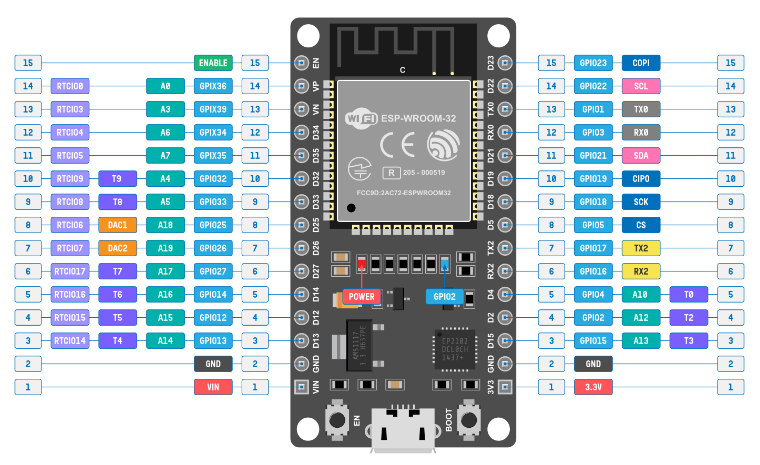 15 ENABLE 15 EN D23 15 GPIO23 COPI 15
14 RTCIO0 A0 GPIX36 14 VP D22 14 GPIO22 SCL 14
13 RTCIO3 A3 GPIX39 13 VN TX0 13 GPIO1 TX0 13
12 RTCIO4 A6 GPIX34 12 D34 RX0 12 GPIO3 RX0 12
11 RTCIO5 A7 GPIX35 11 D35 D21 11 GPIO21 SDA 11
10 RTCIO9 T9 A4 GPIO32 10 D32 D19 10 GPIO19 CIPO 10
9 RTCIO8 T8 A5 GPIO33 9 D33 D18 9 GPIO18 SCK 9
8 RTCIO6 DAC1 A18 GPIO25 8 D25 D5 8 GPIO5 CS 8
7 RTCIO7 DAC2 A19 GPIO26 7 D26 TX2 7 GPIO17 TX2 7
6 RTCIO17 T7 A17 GPIO27 6 D27 RX2 6 GPIO16 RX2 6
5 RTCIO16 T6 A16 GPIO14 5 D14 D4 5 GPIO4 A10 T0 5
4 RTCIO15 T5 A15 GPIO12 4 D12 D2 4 GPIO2 A12 T2 4
3 RTCIO14 T4 A14 GPIO13 3 D13 D15 3 GPIO15 A13 T3 3
2 GND 2 GND GND 2 GND 2
1 VIN 1 VIN 3V3 1 3.3V 1
C
WiFi ESP-WROOM-32
CE
R 205 - 000519
FCC9D:2AC72-ESPWROOM32
POWER
GPIO2
AMS1117
CP2102
DCL0CII
1437+
EN
BOOT